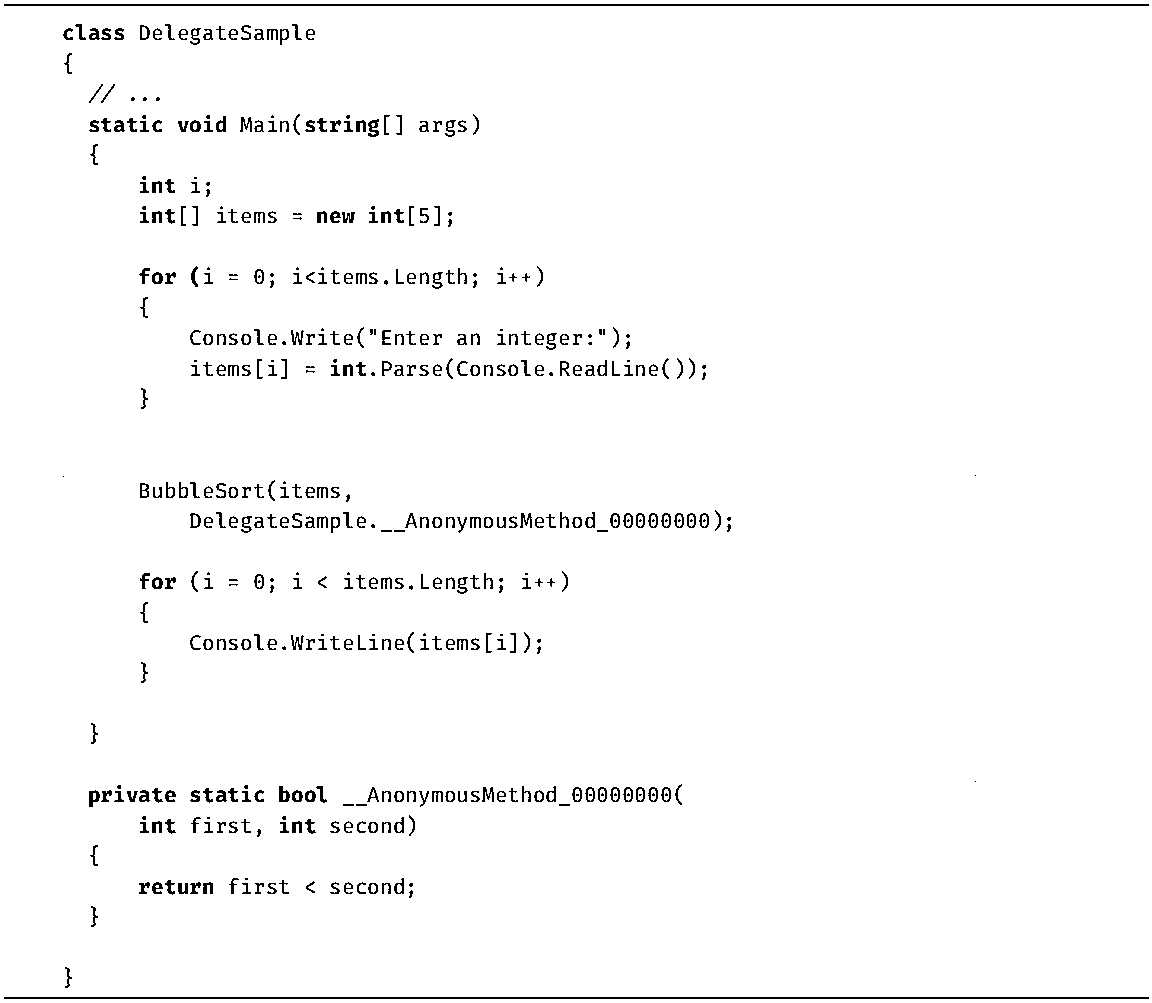 class DelegateSample
{
  // ...
  static void Main(string[] args)
  {
      int i;
      int[] items = new int[5];

      for (i = 0; i<items.Length; i++)
      {
          Console.Write("Enter an integer:");
          items[i] = int.Parse(Console.ReadLine());
      }


      BubbleSort(items,
          DelegateSample.__AnonymousMethod_00000000);

      for (i = 0; i < items.Length; i++)
      {
          Console.WriteLine(items[i]);
      }

  }

  private static bool __AnonymousMethod_00000000(
      int first, int second)
  {
      return first < second;
  }

}